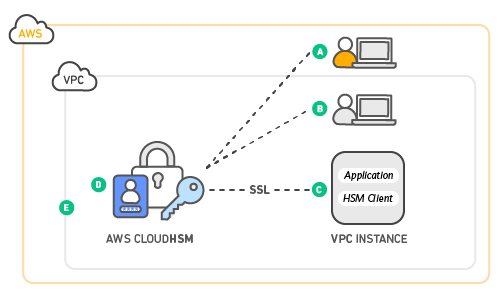 AWS
A
VPC
B
Application
D
SSL
C
HSM Client
E
AWS CLOUDHSM
VPC INSTANCE